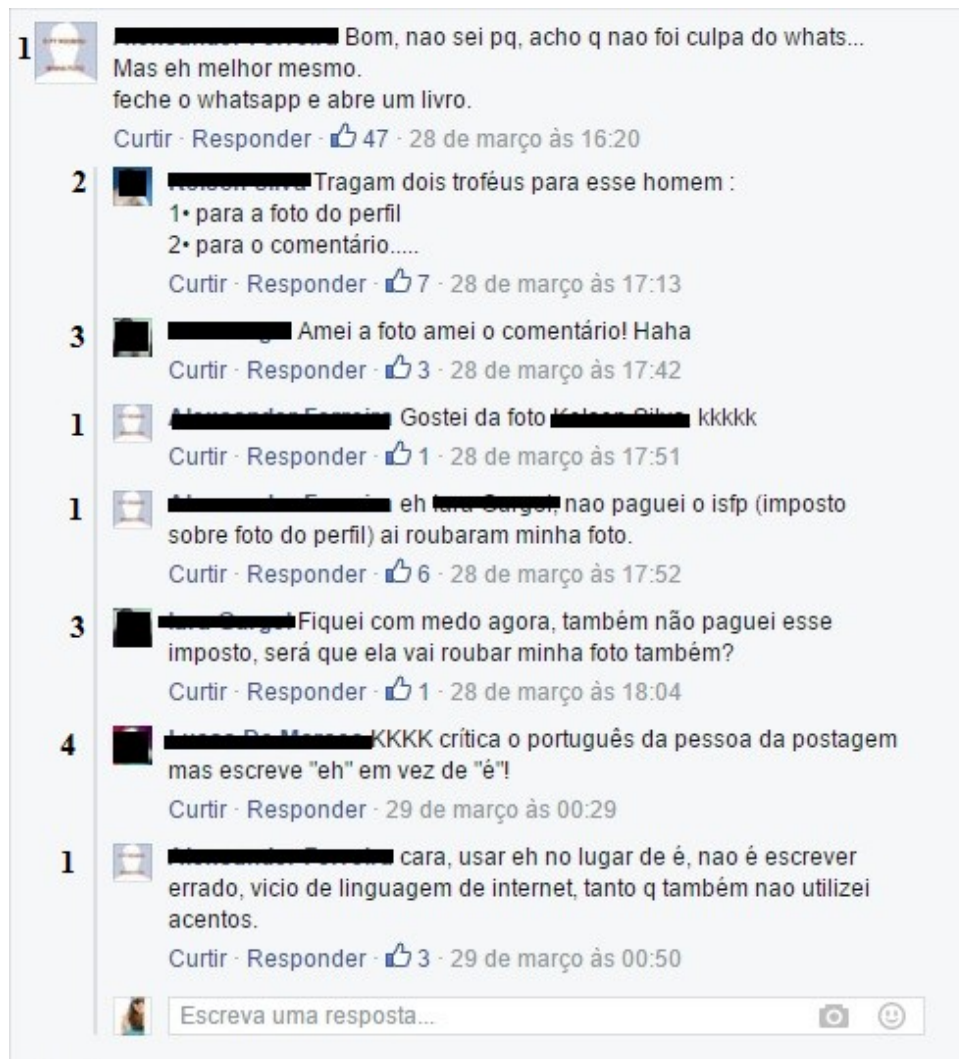 1 Bom, nao sei pq, acho q nao foi culpa do whats...
Mas eh melhor mesmo.
feche o whatsapp e abre um livro.
Curtir · Responder · 47 · 28 de março às 16:20
2 Tragam dois troféus para esse homem :
1• para a foto do perfil
2• para o comentário.....
Curtir · Responder · 7 · 28 de março às 17:13
3 Amei a foto amei o comentário! Haha
Curtir · Responder · 3 · 28 de março às 17:42
1 Gostei da foto kkkkk
Curtir · Responder · 1 · 28 de março às 17:51
1 eh nao paguei o isfp (imposto
sobre foto do perfil) ai roubaram minha foto.
Curtir · Responder · 6 · 28 de março às 17:52
3 Fiquei com medo agora, também não paguei esse
imposto, será que ela vai roubar minha foto também?
Curtir · Responder · 1 · 28 de março às 18:04
4 KKKK crítica o português da pessoa da postagem
mas escreve "eh" em vez de "é"!
Curtir · Responder · 29 de março às 00:29
1 cara, usar eh no lugar de é, nao é escrever
errado, vicio de linguagem de internet, tanto q também nao utilizei
acentos.
Curtir · Responder · 3 · 29 de março às 00:50
Escreva uma resposta...